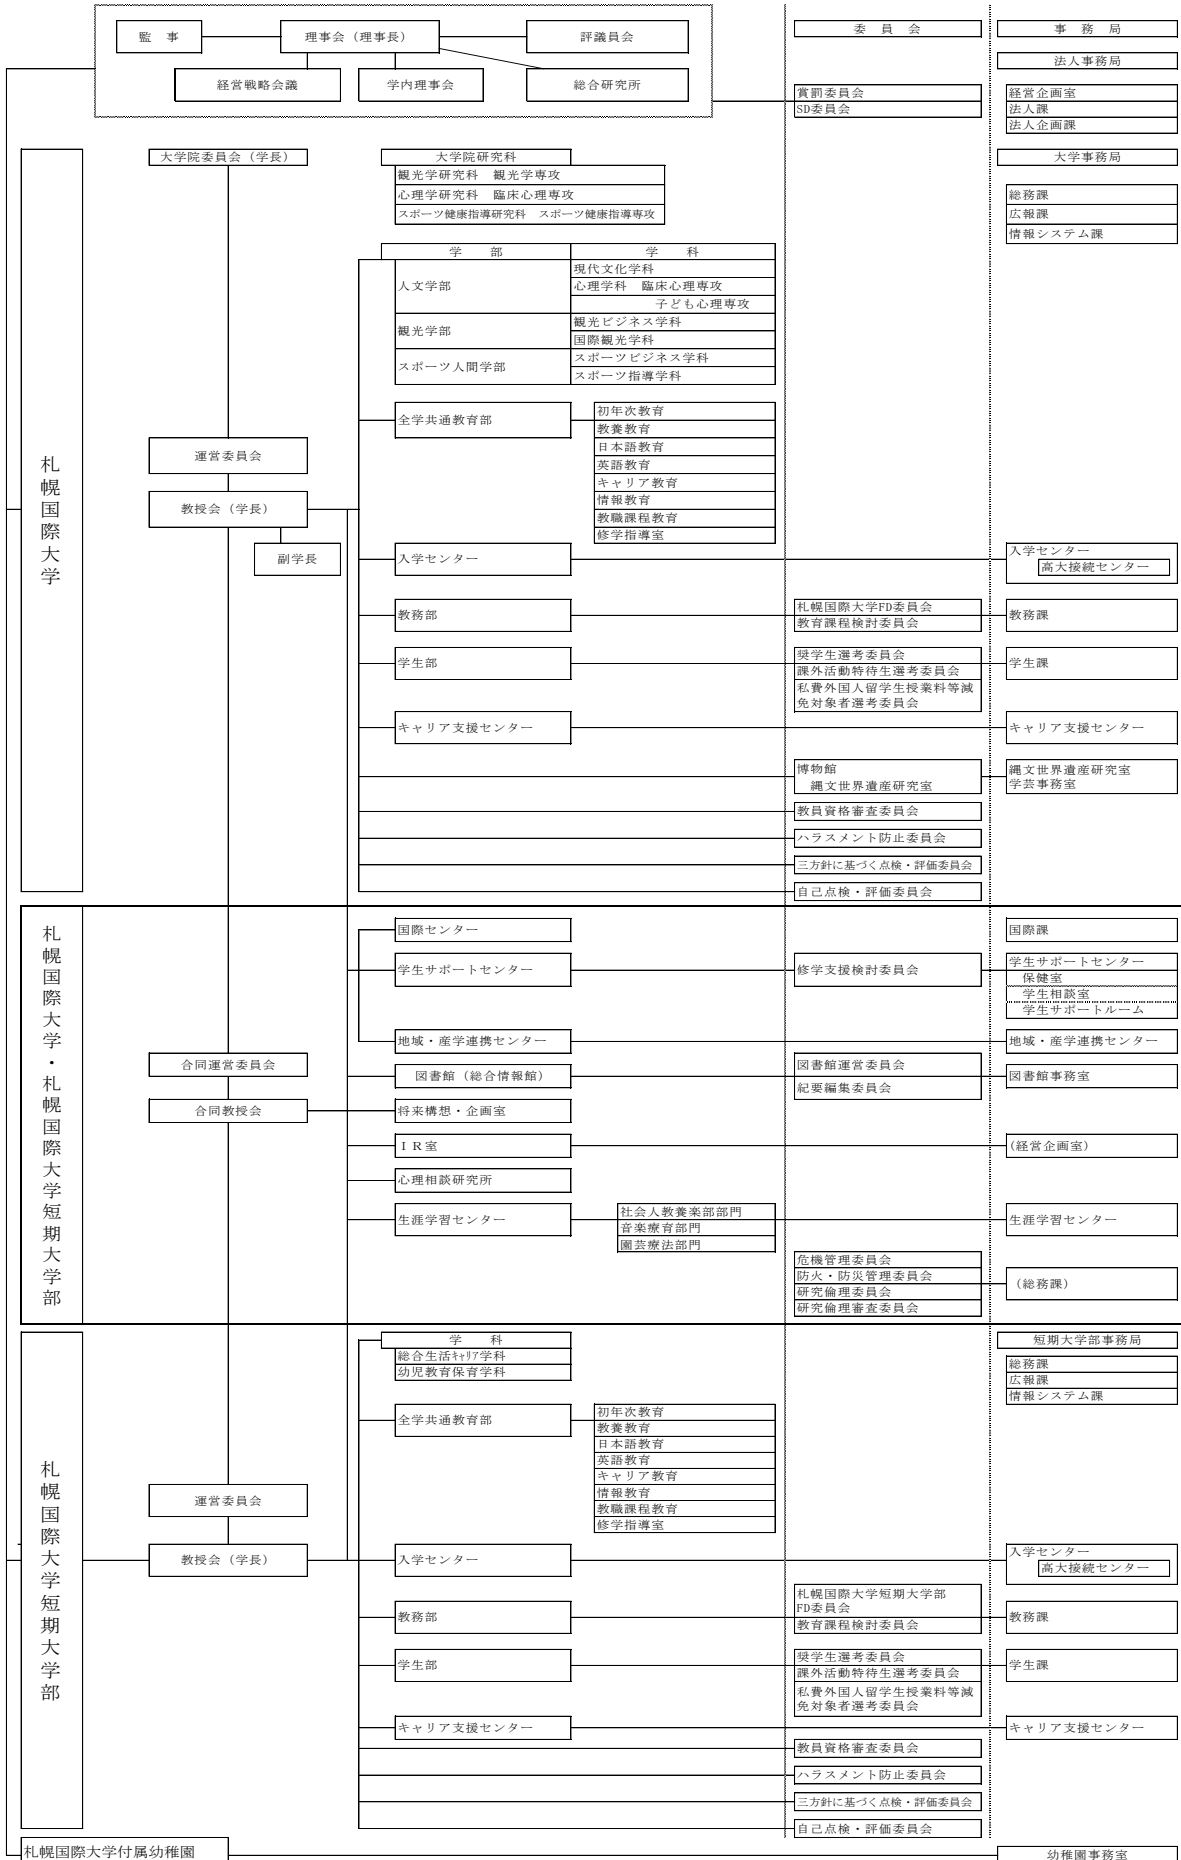 監　事
理事会（理事長）
評議員会
委　員　会
事　務　局
法人事務局
経営戦略会議
学内理事会
総合研究所
賞罰委員会
SD委員会
経営企画室
法人課
法人企画課
大学院委員会（学長）
大学院研究科
大学事務局
観光学研究科　観光学専攻
心理学研究科　臨床心理専攻
スポーツ健康指導研究科　スポーツ健康指導専攻
総務課
広報課
情報システム課
札幌国際大学
学　部
学　科
人文学部
現代文化学科
心理学科　臨床心理専攻
子ども心理専攻
観光学部
観光ビジネス学科
国際観光学科
スポーツ人間学部
スポーツビジネス学科
スポーツ指導学科
全学共通教育部
初年次教育
教養教育
日本語教育
英語教育
キャリア教育
情報教育
教職課程教育
修学指導室
運営委員会
教授会（学長）
副学長
入学センター
入学センター
高大接続センター
教務部
札幌国際大学FD委員会
教育課程検討委員会
教務課
学生部
奨学生選考委員会
課外活動特待生選考委員会
私費外国人留学生授業料等減
免対象者選考委員会
学生課
キャリア支援センター
キャリア支援センター
博物館
縄文世界遺産研究室
縄文世界遺産研究室
学芸事務室
教員資格審査委員会
ハラスメント防止委員会
三方針に基づく点検・評価委員会
自己点検・評価委員会
札幌国際大学・札幌国際大学短期大学部
国際センター
国際課
学生サポートセンター
修学支援検討委員会
学生サポートセンター
保健室
学生相談室
学生サポートルーム
地域・産学連携センター
地域・産学連携センター
合同運営委員会
図書館（総合情報館）
図書館運営委員会
紀要編集委員会
図書館事務室
合同教授会
将来構想・企画室
ＩＲ室
(経営企画室)
心理相談研究所
生涯学習センター
社会人教養楽部部門
音楽療育部門
園芸療法部門
生涯学習センター
危機管理委員会
防火・防災管理委員会
研究倫理委員会
研究倫理審査委員会
（総務課）
札幌国際大学短期大学部
学　科
短期大学部事務局
総合生活ｷｬﾘｱ学科
幼児教育保育学科
総務課
広報課
情報システム課
全学共通教育部
初年次教育
教養教育
日本語教育
英語教育
キャリア教育
情報教育
教職課程教育
修学指導室
運営委員会
教授会（学長）
入学センター
入学センター
高大接続センター
教務部
札幌国際大学短期大学部
FD委員会
教育課程検討委員会
教務課
学生部
奨学生選考委員会
課外活動特待生選考委員会
私費外国人留学生授業料等減
免対象者選考委員会
学生課
キャリア支援センター
キャリア支援センター
教員資格審査委員会
ハラスメント防止委員会
三方針に基づく点検・評価委員会
自己点検・評価委員会
札幌国際大学付属幼稚園
幼稚園事務室